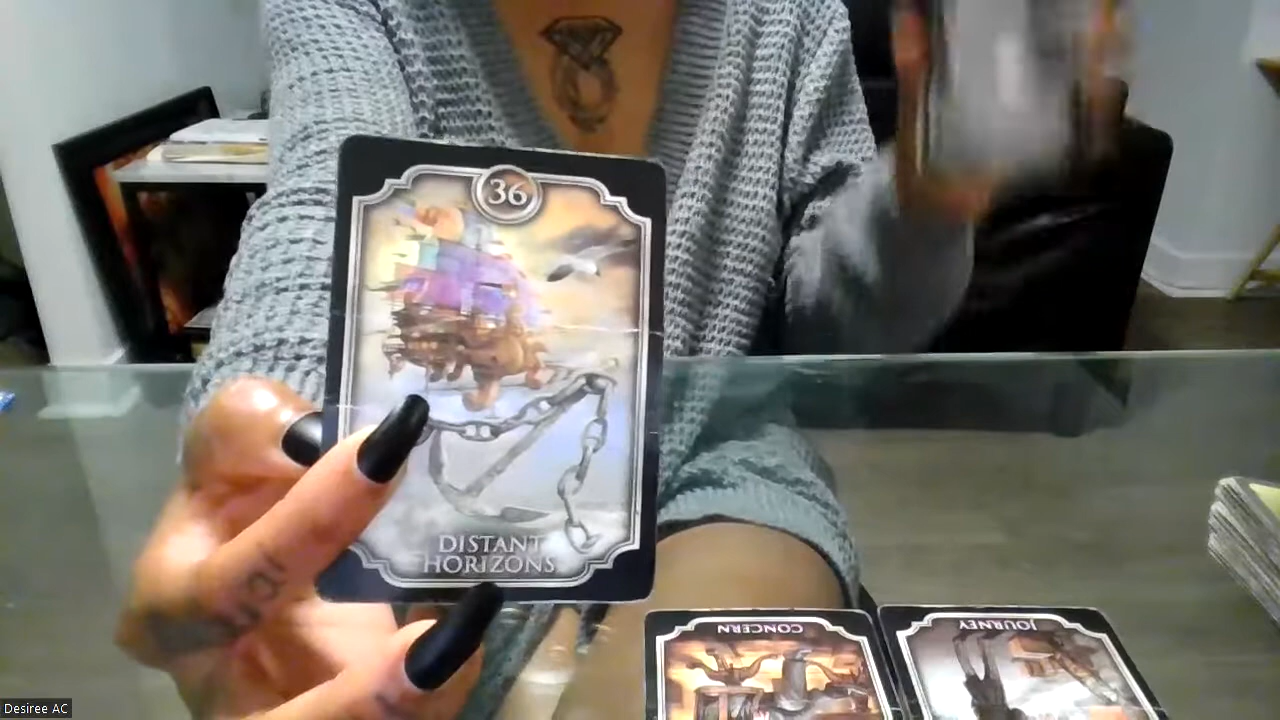 36
DISTANT
HORIZONS
CONCERN
JOURNEY
Desiree AC